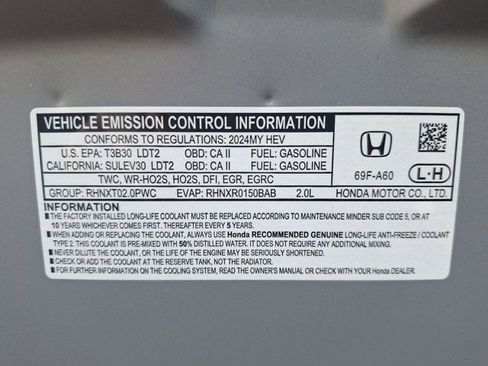 VEHICLE EMISSION CONTROL INFORMATION
CONFORMS TO REGULATIONS: 2024MY HEV
U.S. EPA: T3B30 LDT2 OBD: CA II FUEL: GASOLINE
CALIFORNIA: SULEV30 LDT2 OBD: CA II FUEL: GASOLINE
TWC, WR-HO2S, HO2S, DFI, EGR, EGRC
GROUP: RHNXT02.0PWC EVAP: RHNXR0150BAB 2.0L
69F-A60 L·H
HONDA MOTOR CO., LTD.
INFORMATION
■ THE FACTORY INSTALLED LONG-LIFE COOLANT MUST BE REPLACED ACCORDING TO MAINTENANCE MINDER SUB CODE 5, OR AT
10 YEARS WHICHEVER COMES FIRST. THEREAFTER EVERY 5 YEARS.
■ WHEN ADDING OR REPLACING THE COOLANT, ALWAYS USE Honda RECOMMENDED GENUINE LONG-LIFE ANTI-FREEZE / COOLANT
TYPE 2. THIS COOLANT IS PRE-MIXED WITH 50% DISTILLED WATER AND DOES NOT REQUIRE ANY ADDITIONAL MIXING.
■ NEVER DILUTE THE COOLANT, OR THE LIFE OF THE ENGINE MAY BE SERIOUSLY SHORTENED.
■ CHECK AND ADD COOLANT AT THE RESERVE TANK, NOT THE RADIATOR.
■ FOR FURTHER INFORMATION ON THE COOLING SYSTEM, READ THE OWNER'S MANUAL OR CHECK WITH YOUR Honda DEALER.